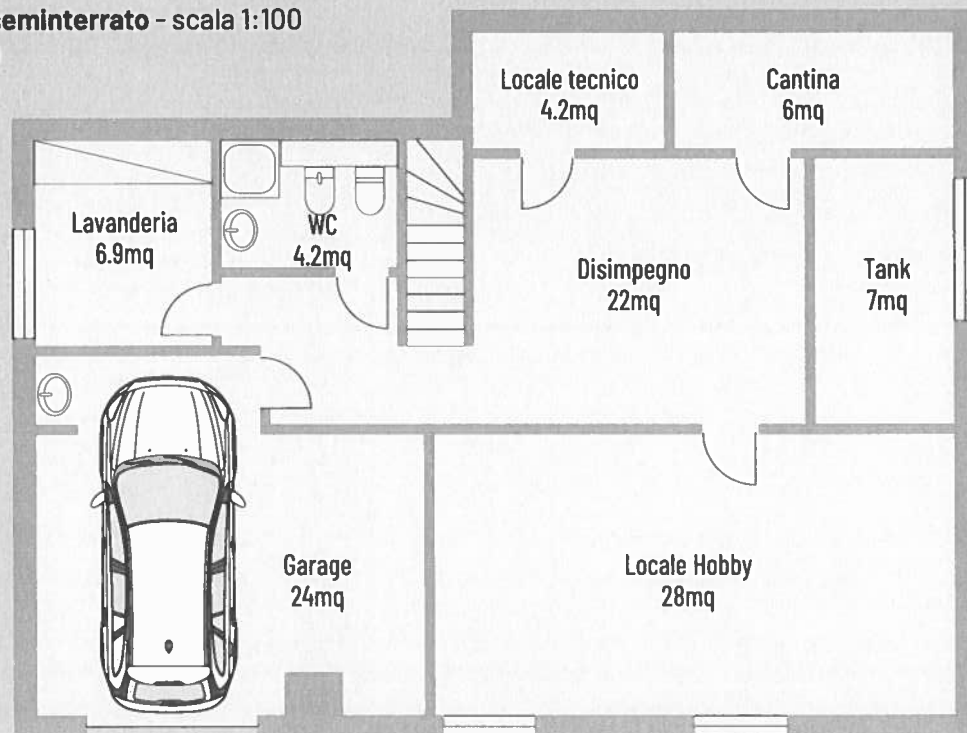 seminterrato - scala 1:100
Locale tecnico
4.2mq
Cantina
6mq
Lavanderia
6.9mq
WC
4.2mq
Disimpegno
22mq
Tank
7mq
Garage
24mq
Locale Hobby
28mq